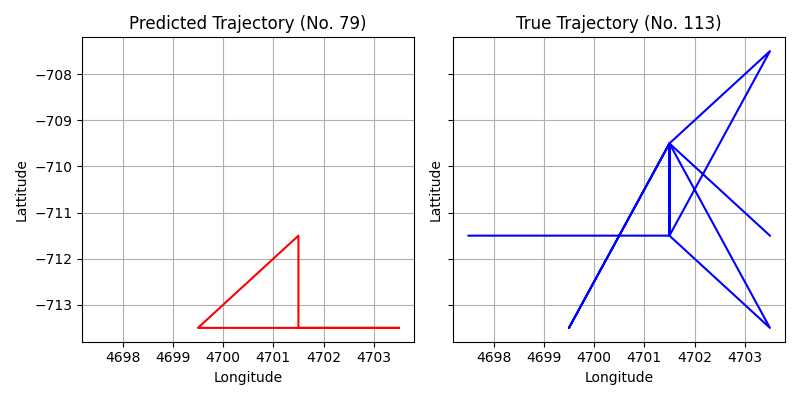 Predicted Trajectory (No. 79)
True Trajectory (No. 113)
−708
−709
−710
−711
−712
−713
Lattitude
Lattitude
4698 4699 4700 4701 4702 4703
4698 4699 4700 4701 4702 4703
Longitude
Longitude